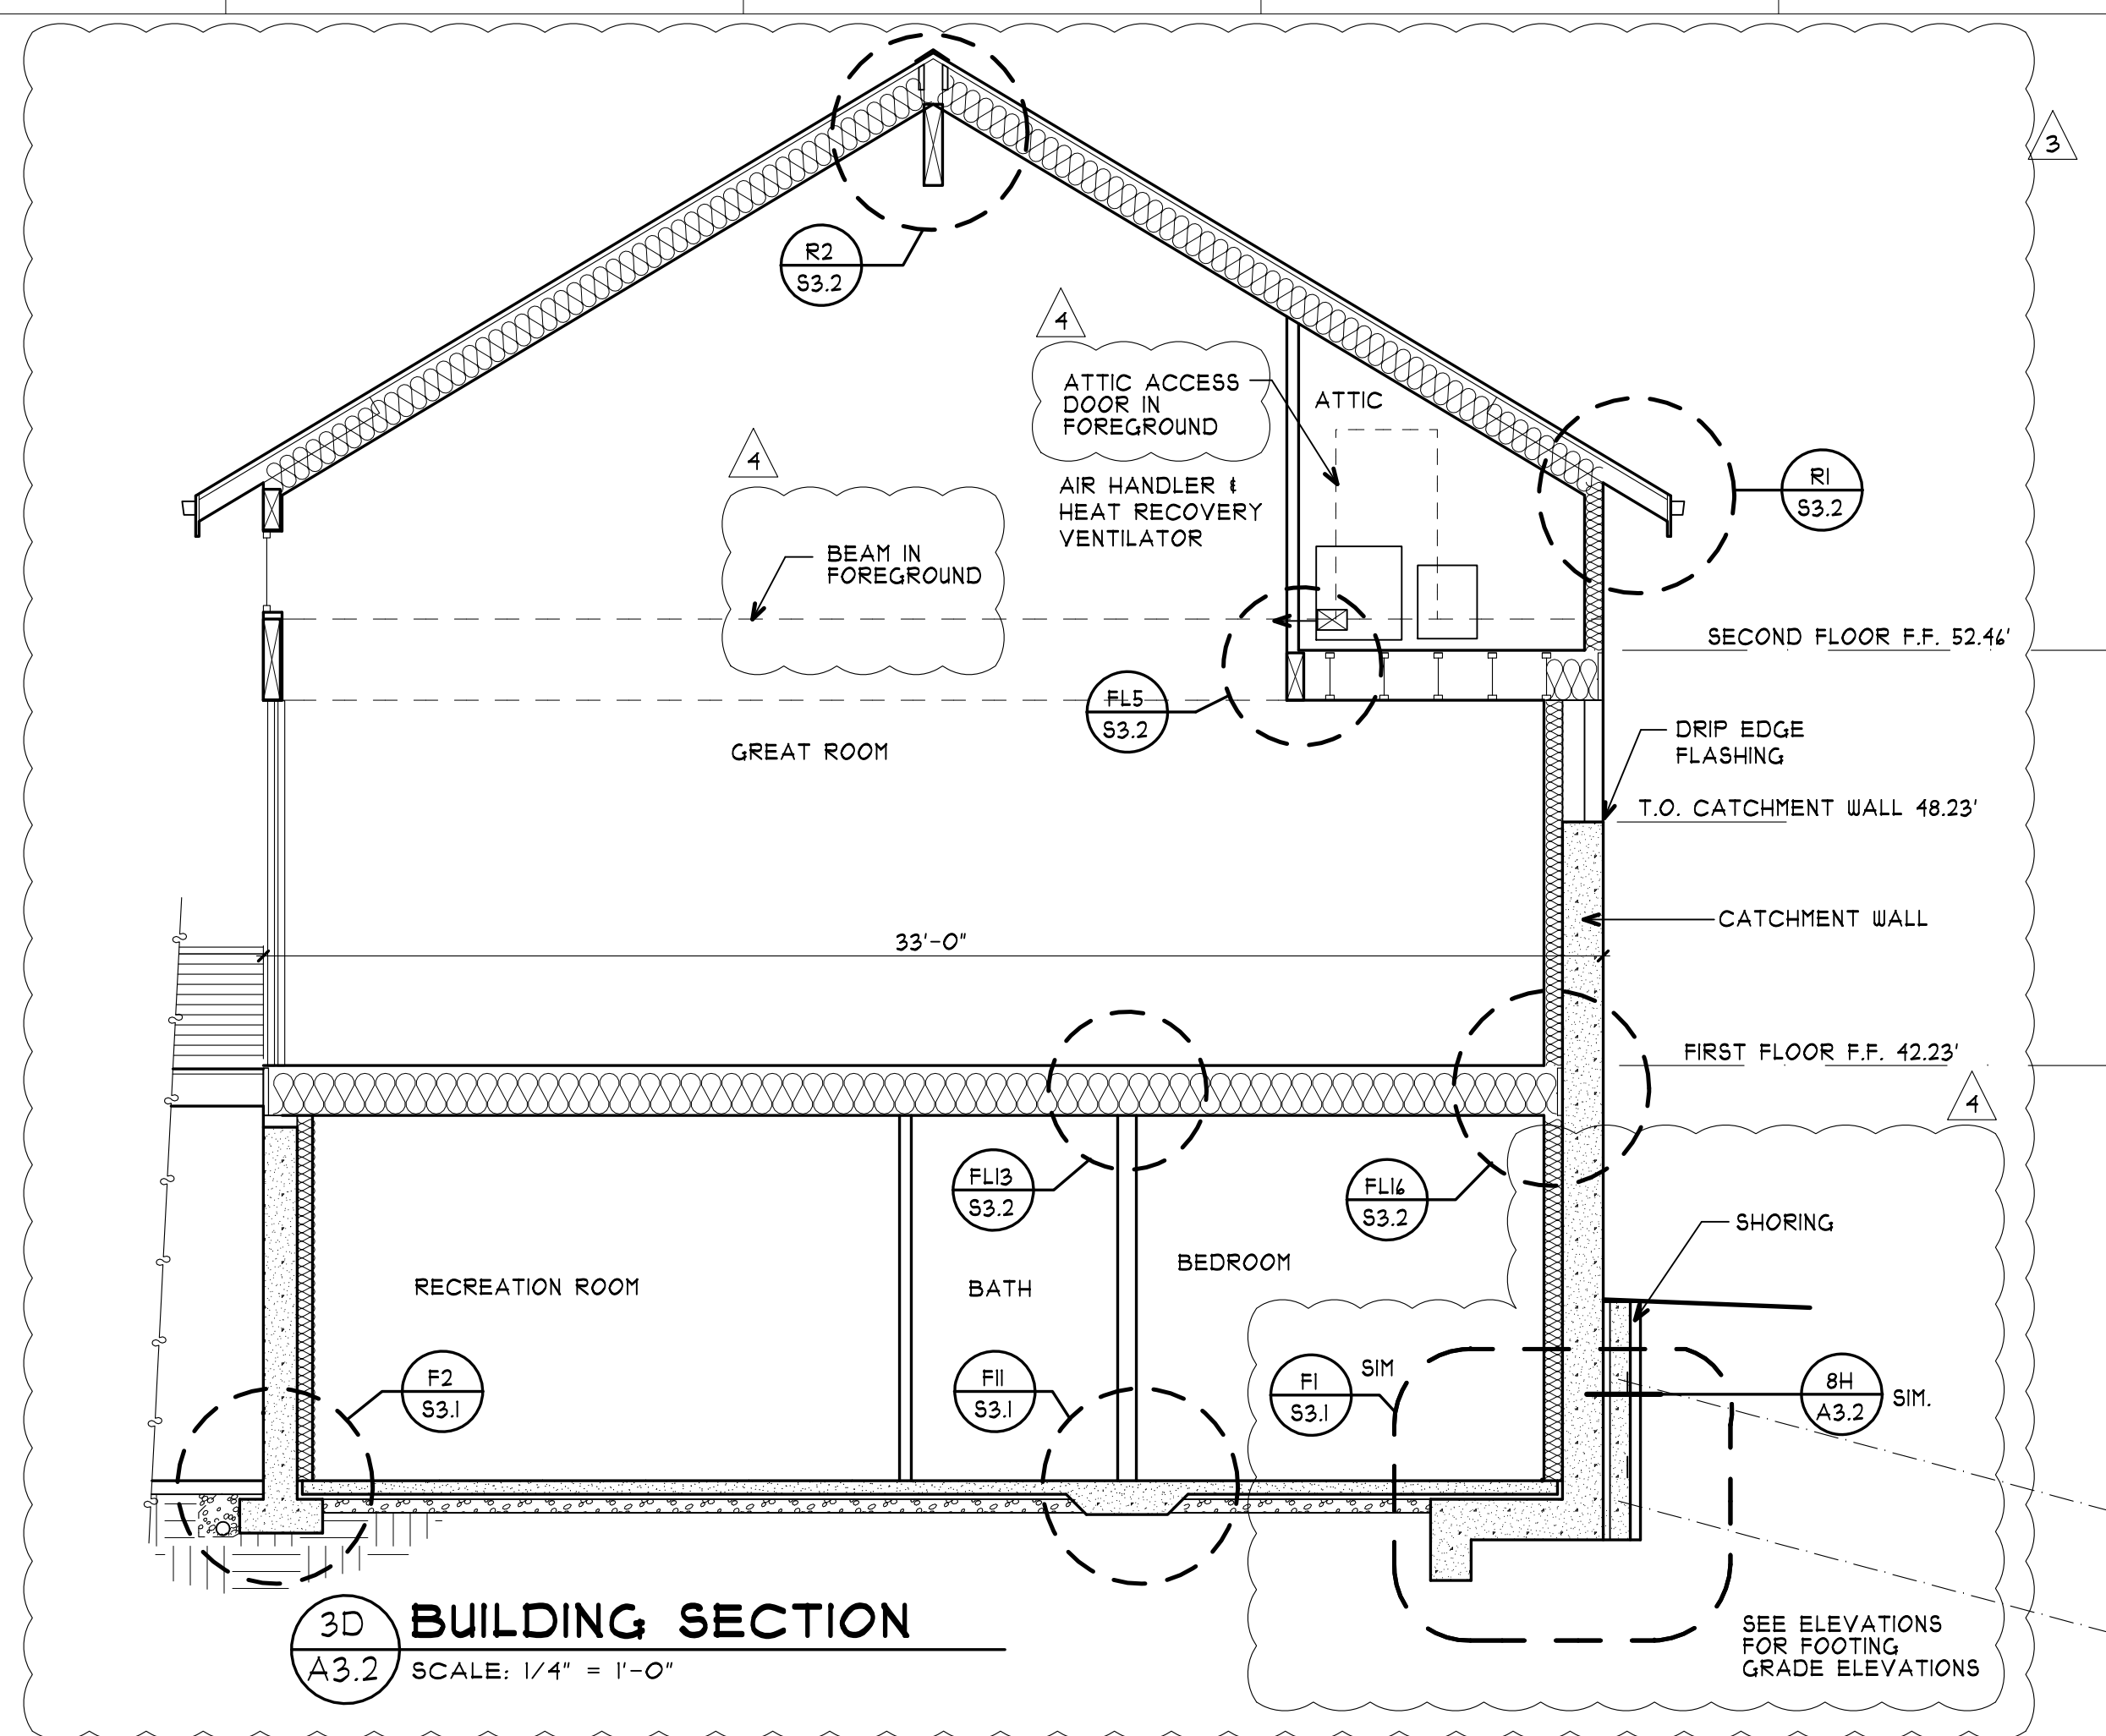 3
R2
S3.2
4
ATTIC ACCESS
DOOR IN
FOREGROUND
ATTIC
AIR HANDLER &
HEAT RECOVERY
VENTILATOR
R1
S3.2
4
BEAM IN
FOREGROUND
SECOND FLOOR F.F. 52.46'
FL5
S3.2
GREAT ROOM
DRIP EDGE
FLASHING
T.O. CATCHMENT WALL 48.23'
CATCHMENT WALL
33'-0"
FIRST FLOOR F.F. 42.23'
4
FL13
S3.2
FL16
S3.2
SHORING
RECREATION ROOM
BATH
BEDROOM
F2
S3.1
F11
S3.1
F1
S3.1
SIM
8H
A3.2
SIM.
3D
A3.2
BUILDING SECTION
SCALE: 1/4" = 1'-0"
SEE ELEVATIONS
FOR FOOTING
GRADE ELEVATIONS